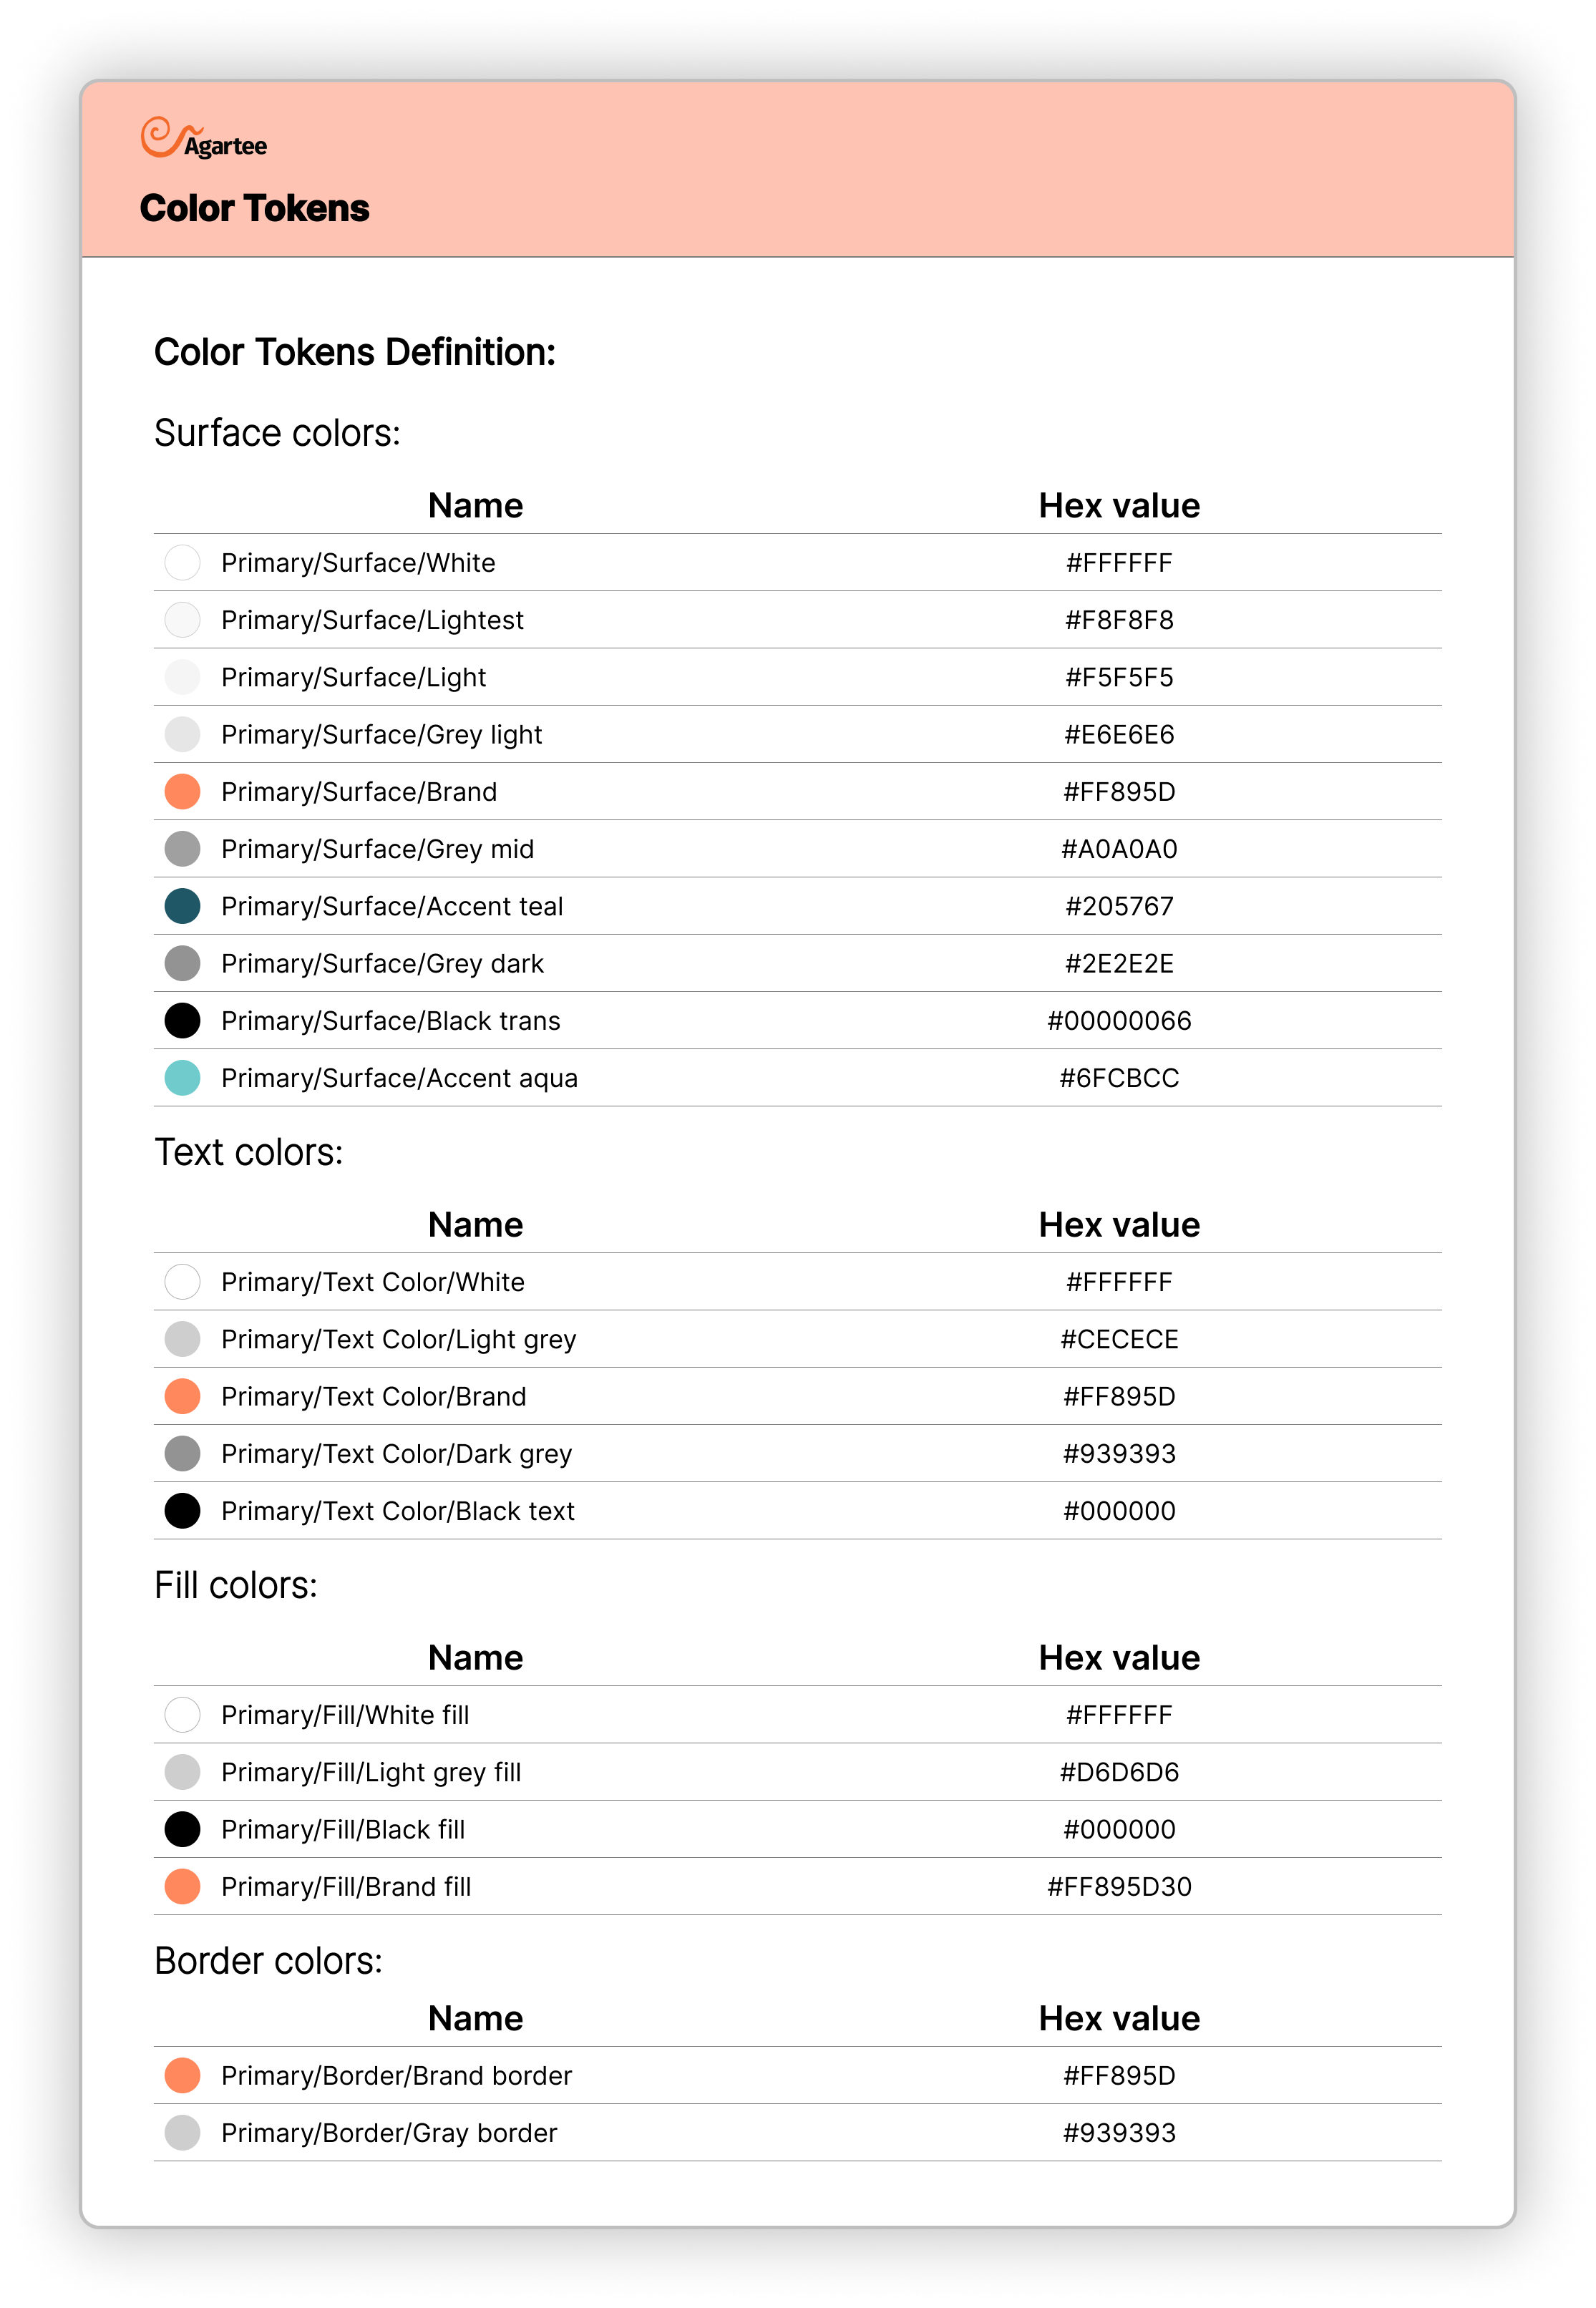 Agartee
Color Tokens
Color Tokens Definition:
Surface colors:
Name Hex value
Primary/Surface/White #FFFFFF
Primary/Surface/Lightest #F8F8F8
Primary/Surface/Light #F5F5F5
Primary/Surface/Grey light #E6E6E6
Primary/Surface/Brand #FF895D
Primary/Surface/Grey mid #A0A0A0
Primary/Surface/Accent teal #205767
Primary/Surface/Grey dark #2E2E2E
Primary/Surface/Black trans #00000066
Primary/Surface/Accent aqua #6FCBCC
Text colors:
Name Hex value
Primary/Text Color/White #FFFFFF
Primary/Text Color/Light grey #CECECE
Primary/Text Color/Brand #FF895D
Primary/Text Color/Dark grey #939393
Primary/Text Color/Black text #000000
Fill colors:
Name Hex value
Primary/Fill/White fill #FFFFFF
Primary/Fill/Light grey fill #D6D6D6
Primary/Fill/Black fill #000000
Primary/Fill/Brand fill #FF895D30
Border colors:
Name Hex value
Primary/Border/Brand border #FF895D
Primary/Border/Gray border #939393